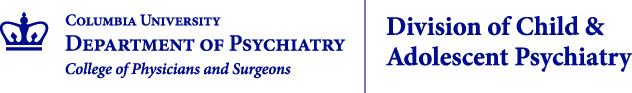 COLUMBIA UNIVERSITY
DEPARTMENT OF PSYCHIATRY
College of Physicians and Surgeons
Division of Child &
Adolescent Psychiatry